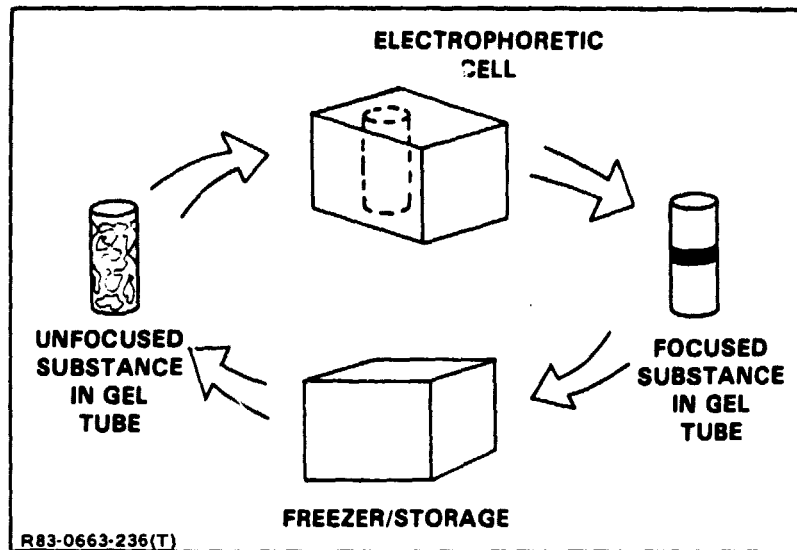 ELECTROPHORETIC
CELL
UNFOCUSED
SUBSTANCE
IN GEL
TUBE
FOCUSED
SUBSTANCE
IN GEL
TUBE
FREEZER/STORAGE
R83-0663-236(T)